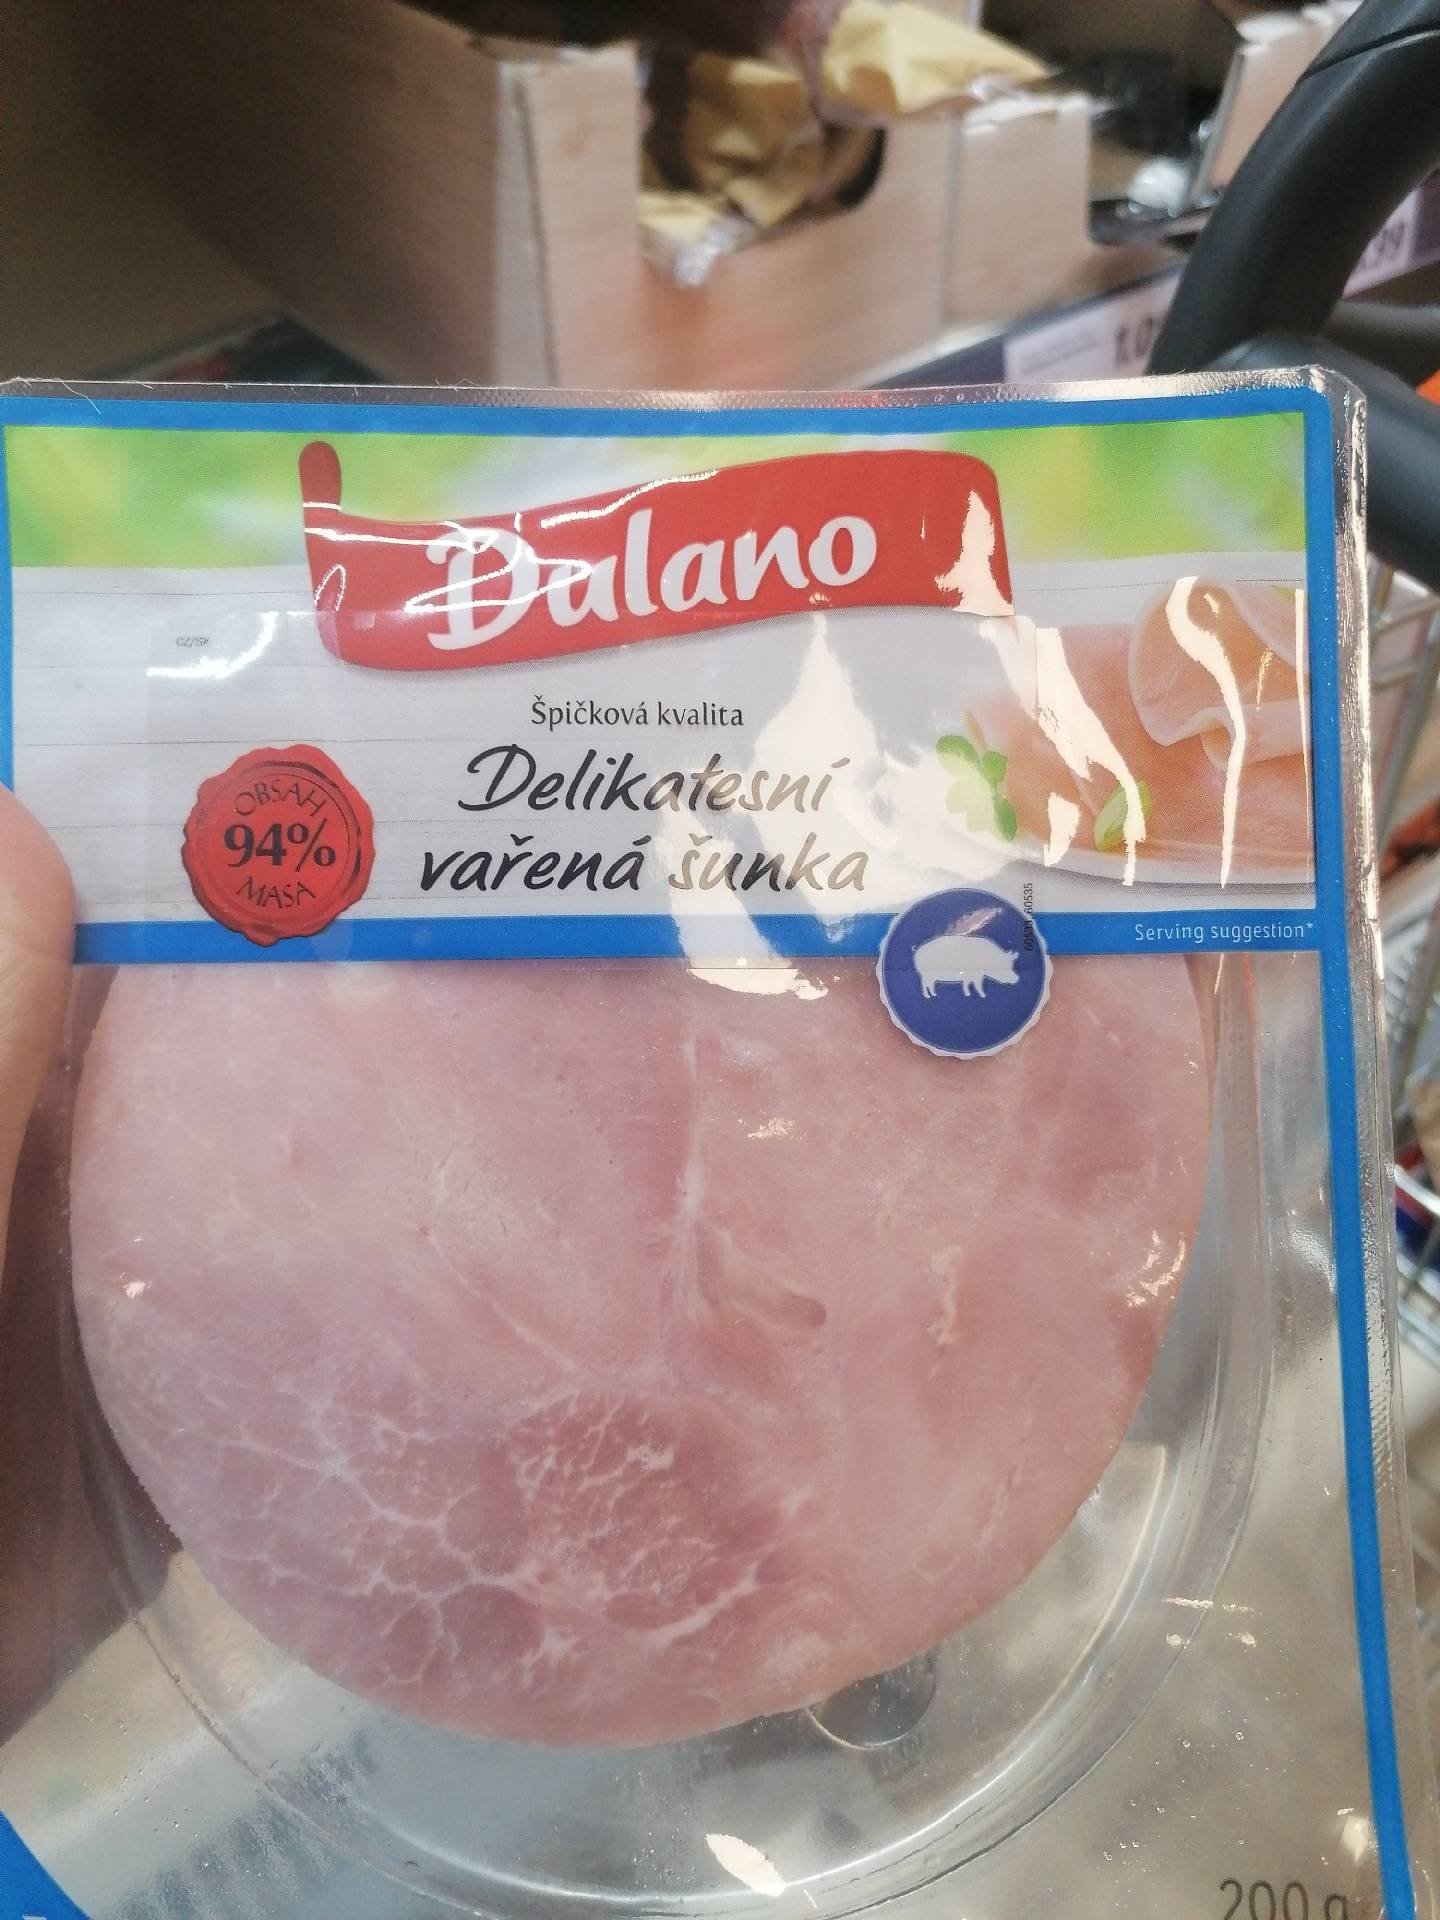 Dulano
CZ/SK
Špičková kvalita
Delikatesní
vařená šunka
OBSAH
94%
MASA
Serving suggestion*
200 g